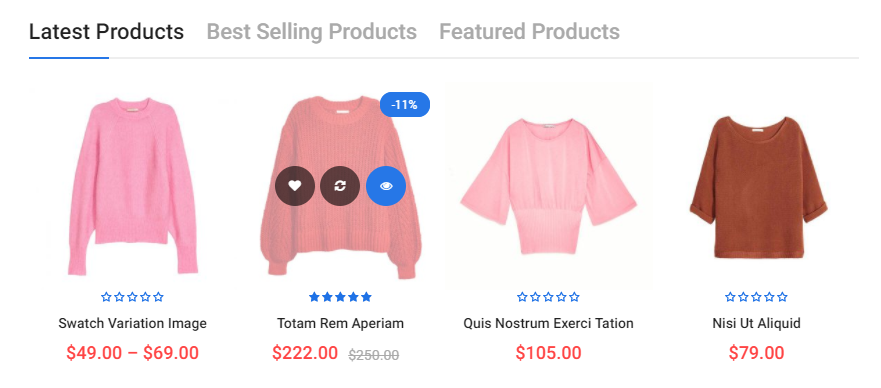 Latest Products Best Selling Products Featured Products
-11%
Swatch Variation Image
$49.00 – $69.00
Totam Rem Aperiam
$222.00 $250.00
Quis Nostrum Exerci Tation
$105.00
Nisi Ut Aliquid
$79.00